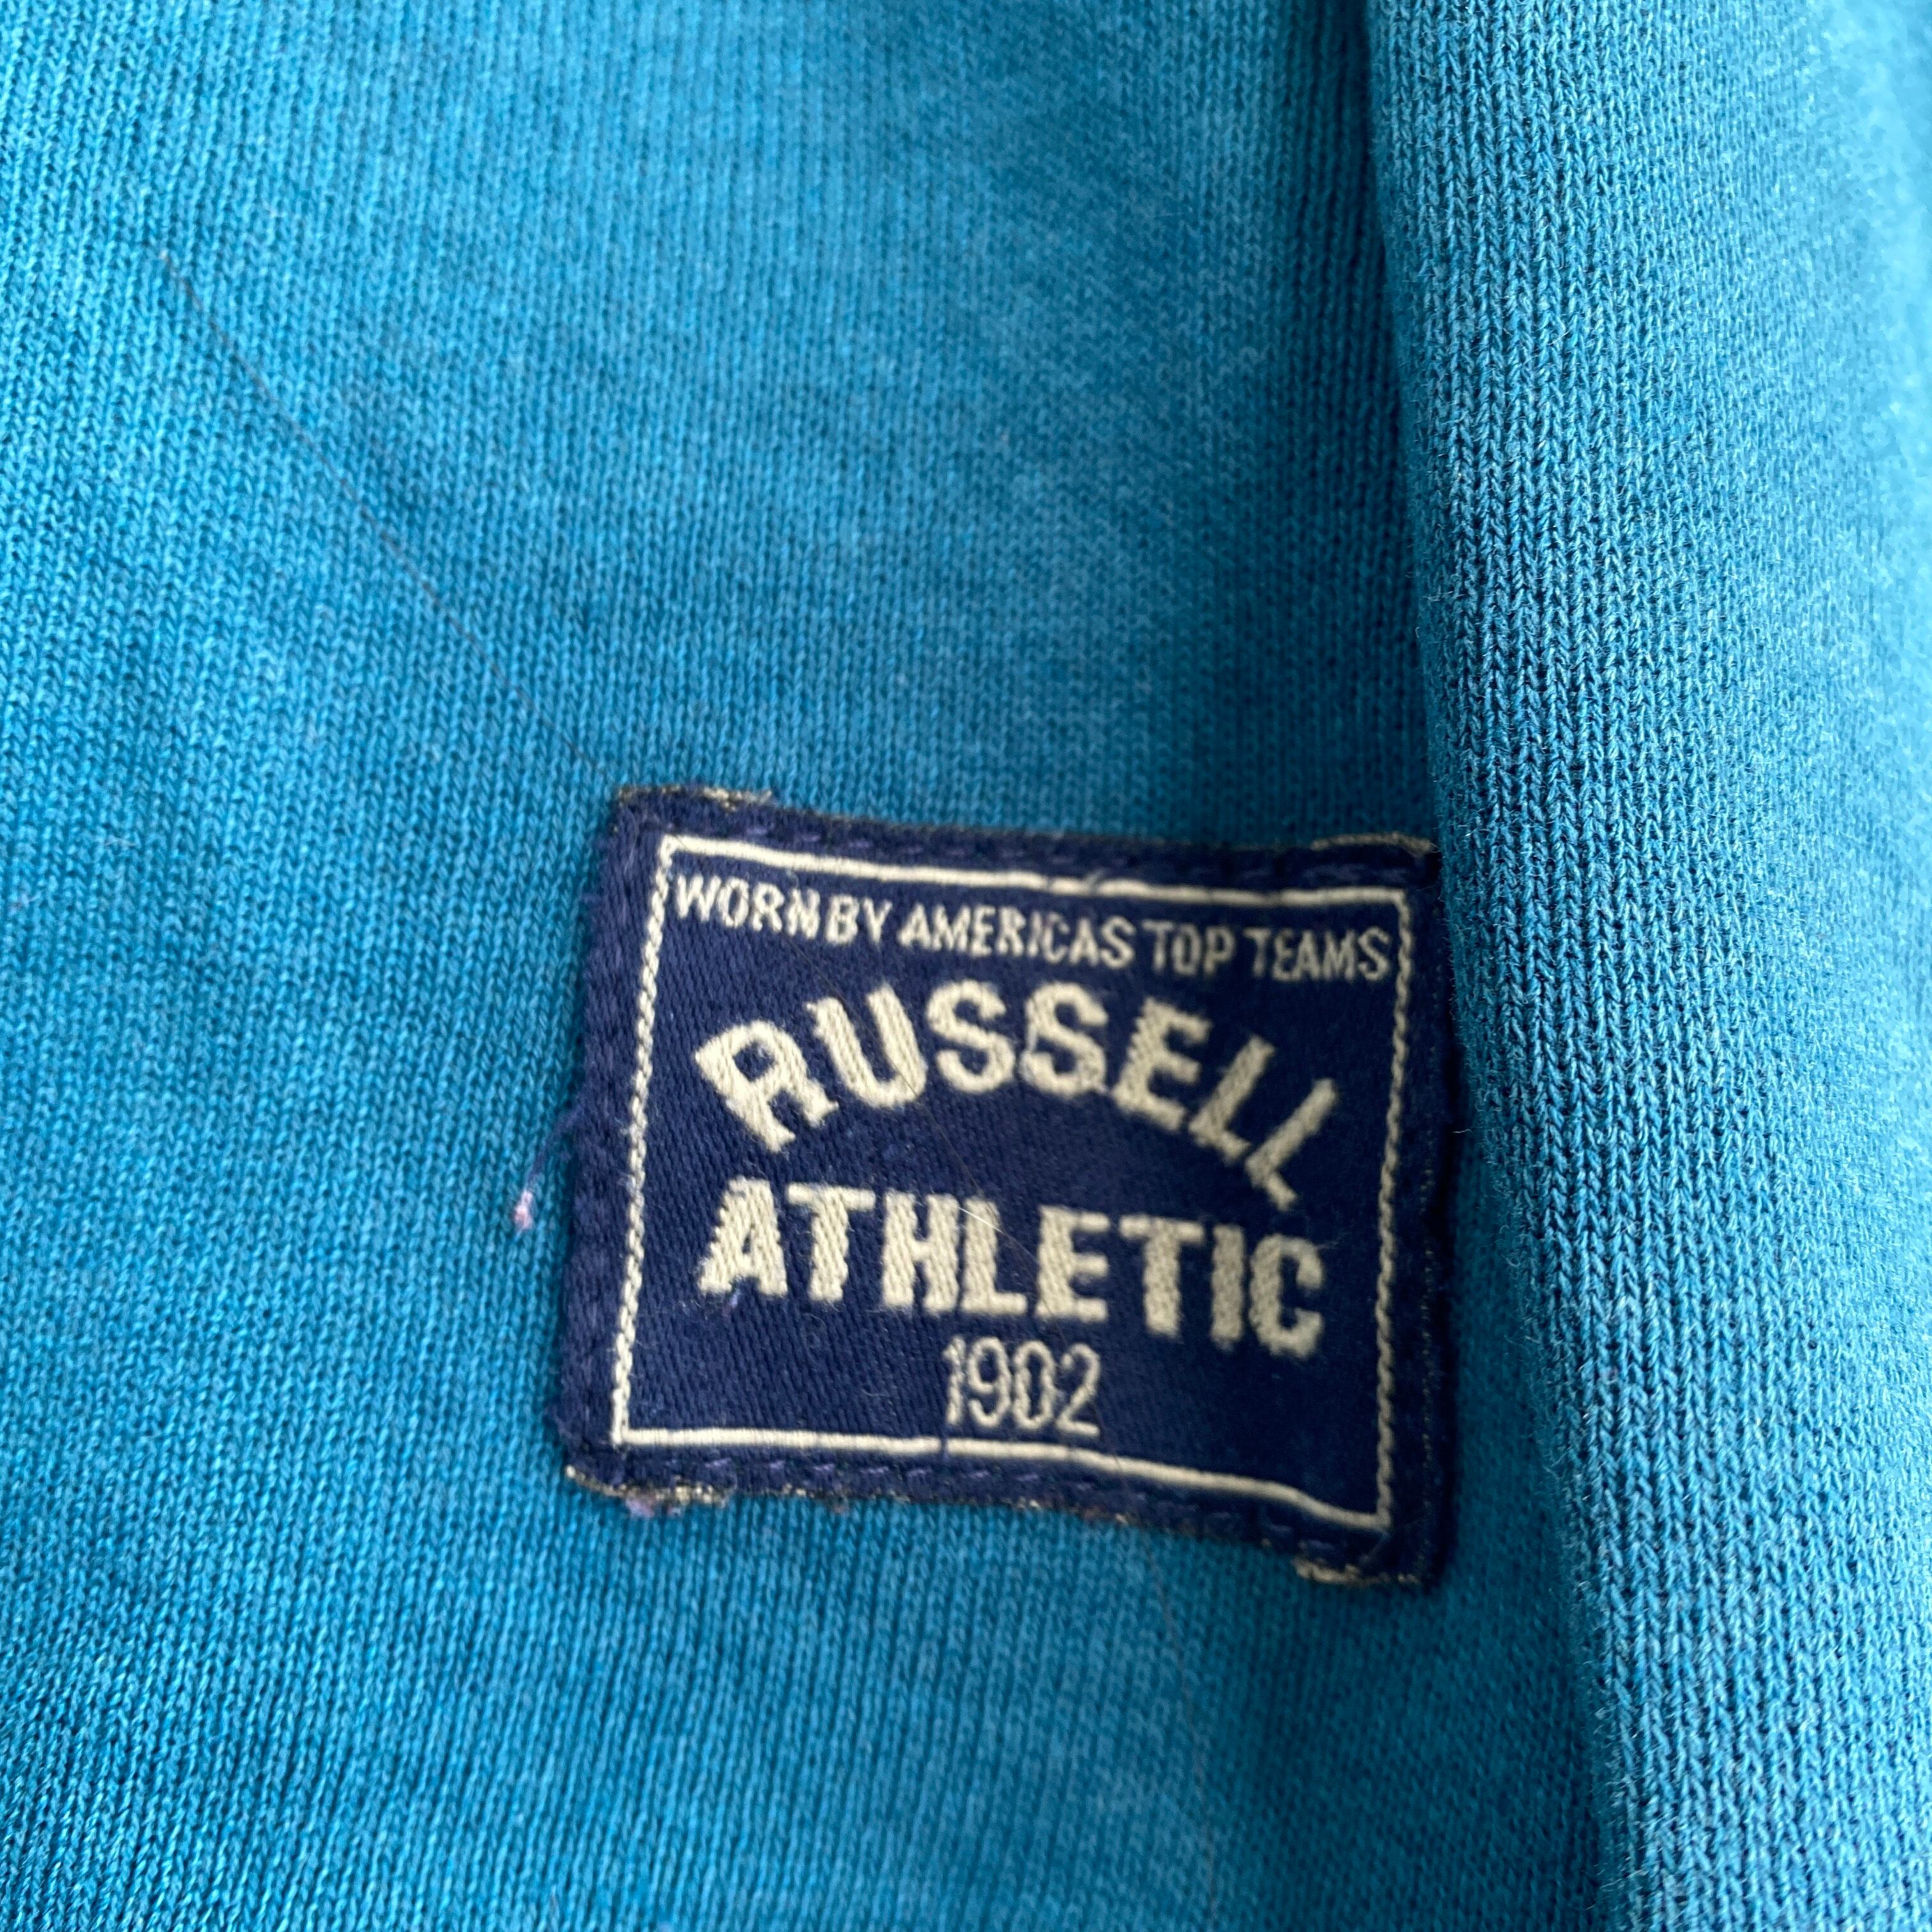 WORN BY AMERICAS TOP TEAMS
RUSSELL
ATHLETIC
1902